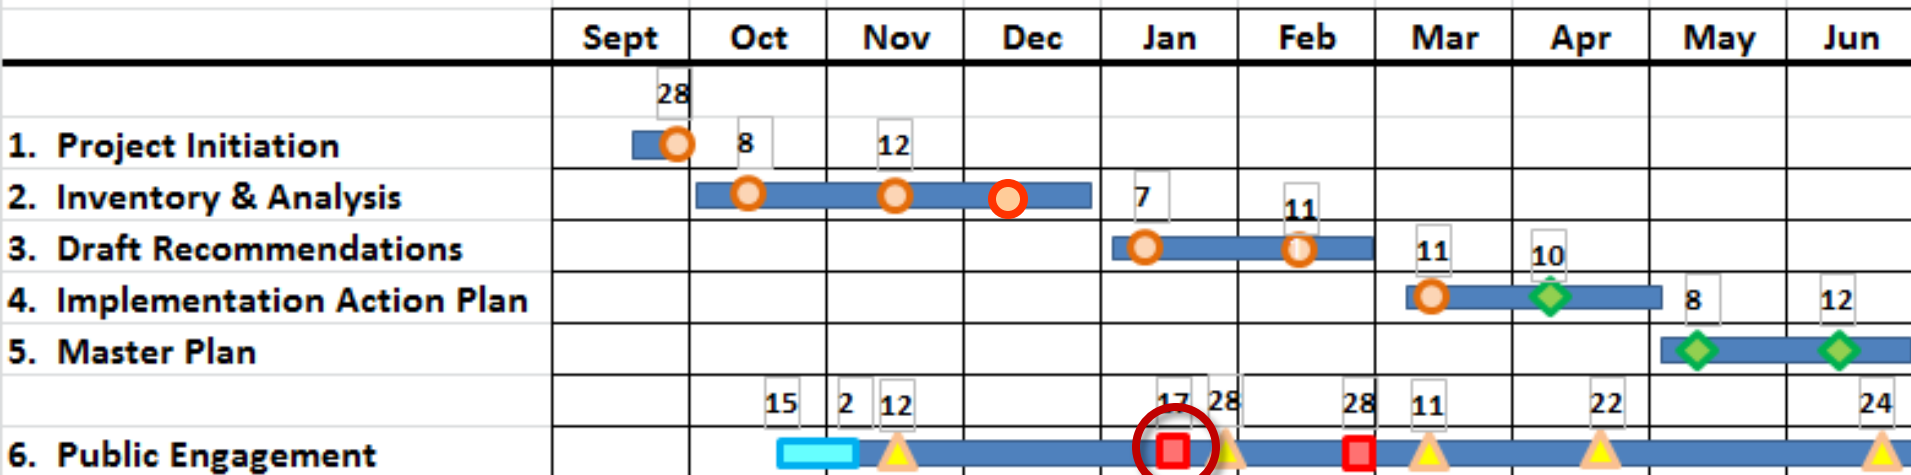 Sept Oct Nov Dec Jan Feb Mar Apr May Jun
28
1. Project Initiation 8 12
2. Inventory & Analysis 7 11
3. Draft Recommendations 11 10
4. Implementation Action Plan 8 12
5. Master Plan
15 2 12 17 28 28 11 22 24
6. Public Engagement